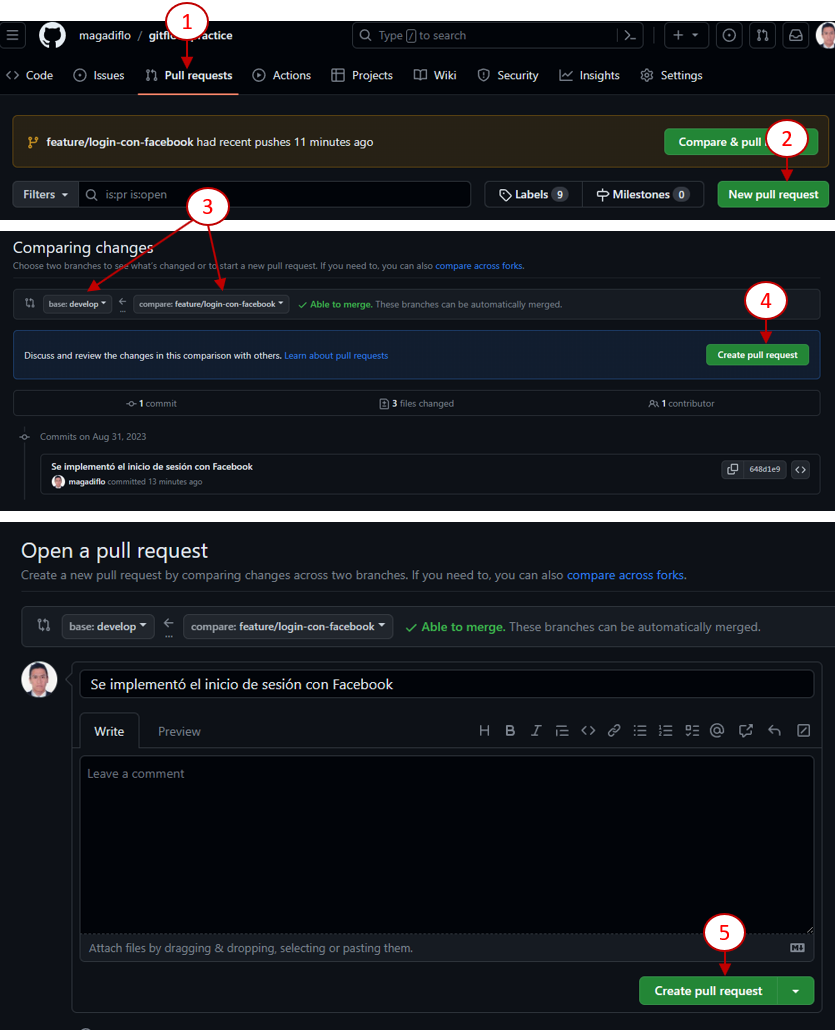 1
magadiflo / gitflow-practice
Type / to search
Code Issues Pull requests Actions Projects Wiki Security Insights Settings
feature/login-con-facebook had recent pushes 11 minutes ago
Compare & pull
2
Filters is:pr is:open Labels 9 Milestones 0 New pull request
3
Comparing changes
Choose two branches to see what's changed or to start a new pull request. If you need to, you can also compare across forks.
base: develop ← compare: feature/login-con-facebook ✓ Able to merge. These branches can be automatically merged.
4
Discuss and review the changes in this comparison with others. Learn about pull requests
Create pull request
1 commit 3 files changed 1 contributor
Commits on Aug 31, 2023
Se implementó el inicio de sesión con Facebook
magadiflo committed 13 minutes ago
648d1e9
Open a pull request
Create a new pull request by comparing changes across two branches. If you need to, you can also compare across forks.
base: develop ← compare: feature/login-con-facebook ✓ Able to merge. These branches can be automatically merged.
Se implementó el inicio de sesión con Facebook
Write Preview
Leave a comment
5
Attach files by dragging & dropping, selecting or pasting them.
Create pull request